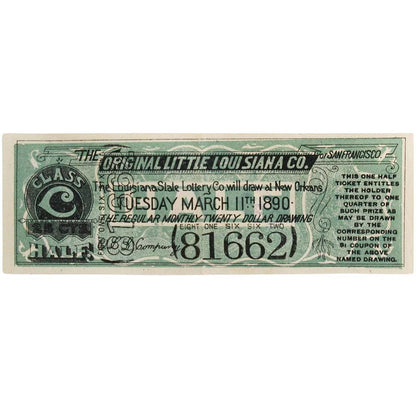 THE
ORIGINAL LITTLE LOUISIANA CO.
OF SAN FRANCISCO.
CLASS
C
HALF.
81662
The Louisiana State Lottery Co. will draw at New Orleans
TUESDAY MARCH 11TH 1890.
THE REGULAR MONTHLY TWENTY DOLLAR DRAWING
EIGHT ONE SIX SIX TWO
Company
(81662)
THIS ONE HALF
TICKET ENTITLES
THE HOLDER
THEREOF TO ONE
QUARTER OF
SUCH PRIZE AS
MAY BE DRAWN
BY THE
CORRESPONDING
NUMBER ON THE
$1 COUPON OF
THE ABOVE
NAMED DRAWING.